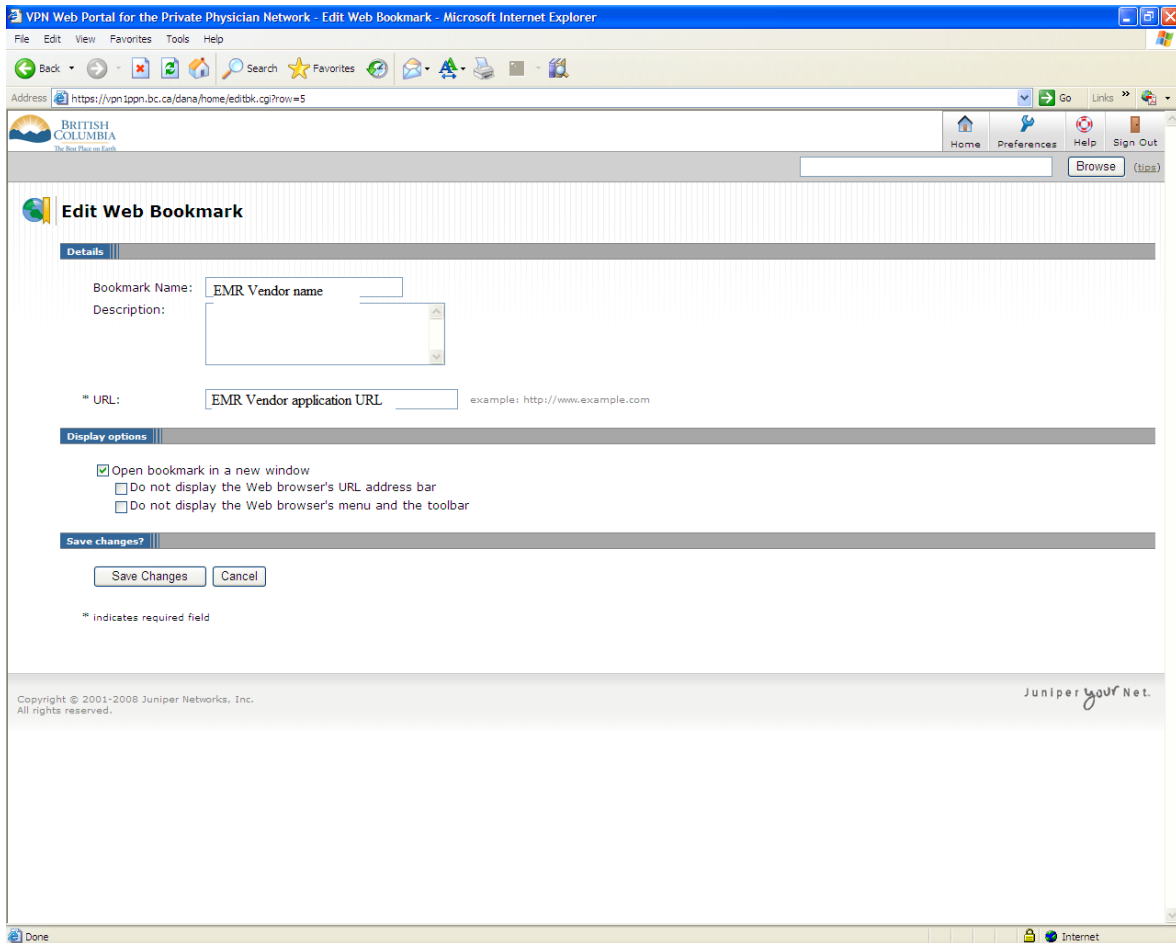 VPN Web Portal for the Private Physician Network - Edit Web Bookmark - Microsoft Internet Explorer
File Edit View Favorites Tools Help
Back Search Favorites
Address https://vpn1ppn.bc.ca/dana/home/editbk.cgi?row=5 Go Links »
BRITISH
COLUMBIA
The Best Place on Earth
Home Preferences Help Sign Out
Browse (tips)
Edit Web Bookmark
Details
Bookmark Name: EMR Vendor name
Description:
* URL: EMR Vendor application URL example: http://www.example.com
Display options
Open bookmark in a new window
Do not display the Web browser's URL address bar
Do not display the Web browser's menu and the toolbar
Save changes?
Save Changes Cancel
* indicates required field
Copyright © 2001-2008 Juniper Networks, Inc.
All rights reserved.
Juniper your Net.
Done Internet